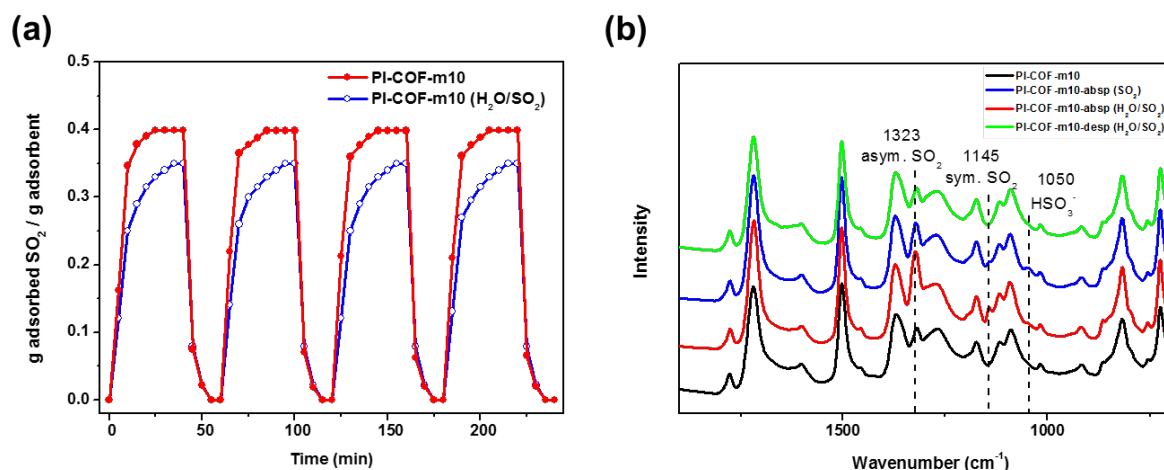 (a)
g adsorbed SO₂ / g adsorbent
0.5
0.4
0.3
0.2
0.1
0.0
PI-COF-m10
PI-COF-m10 (H₂O/SO₂)
0
50
100
150
200
Time (min)
(b)
Intensity
PI-COF-m10
PI-COF-m10-absp (SO₂)
PI-COF-m10-absp (H₂O/SO₂)
PI-COF-m10-desp (H₂O/SO₂)
1323
asym. SO₂
1145
sym. SO₂
1050
HSO₃⁻
1500
1000
Wavenumber (cm⁻¹)